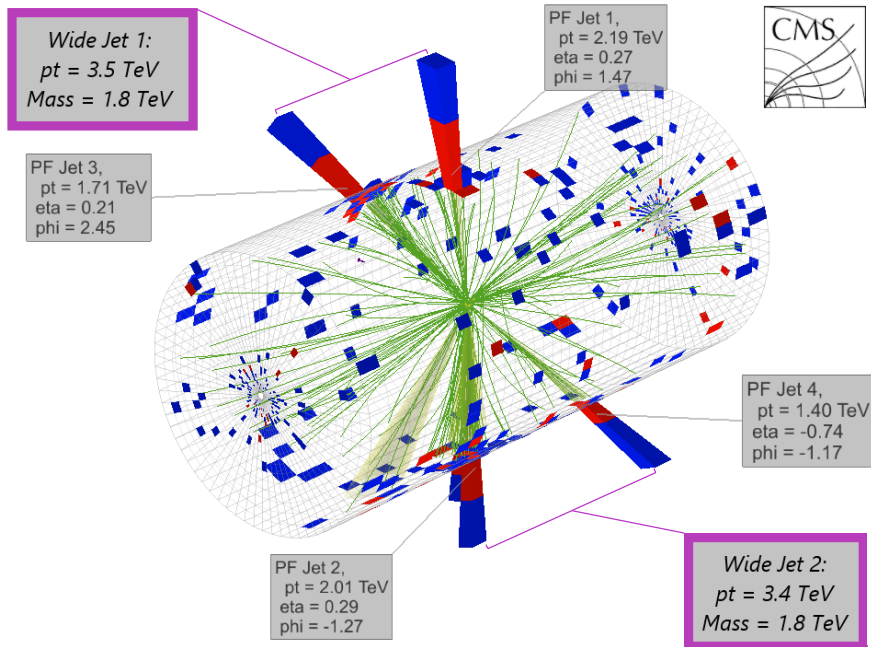 Wide Jet 1:
pt = 3.5 TeV
Mass = 1.8 TeV
PF Jet 1,
pt = 2.19 TeV
eta = 0.27
phi = 1.47
CMS
PF Jet 3,
pt = 1.71 TeV
eta = 0.21
phi = 2.45
PF Jet 4,
pt = 1.40 TeV
eta = -0.74
phi = -1.17
PF Jet 2,
pt = 2.01 TeV
eta = 0.29
phi = -1.27
Wide Jet 2:
pt = 3.4 TeV
Mass = 1.8 TeV